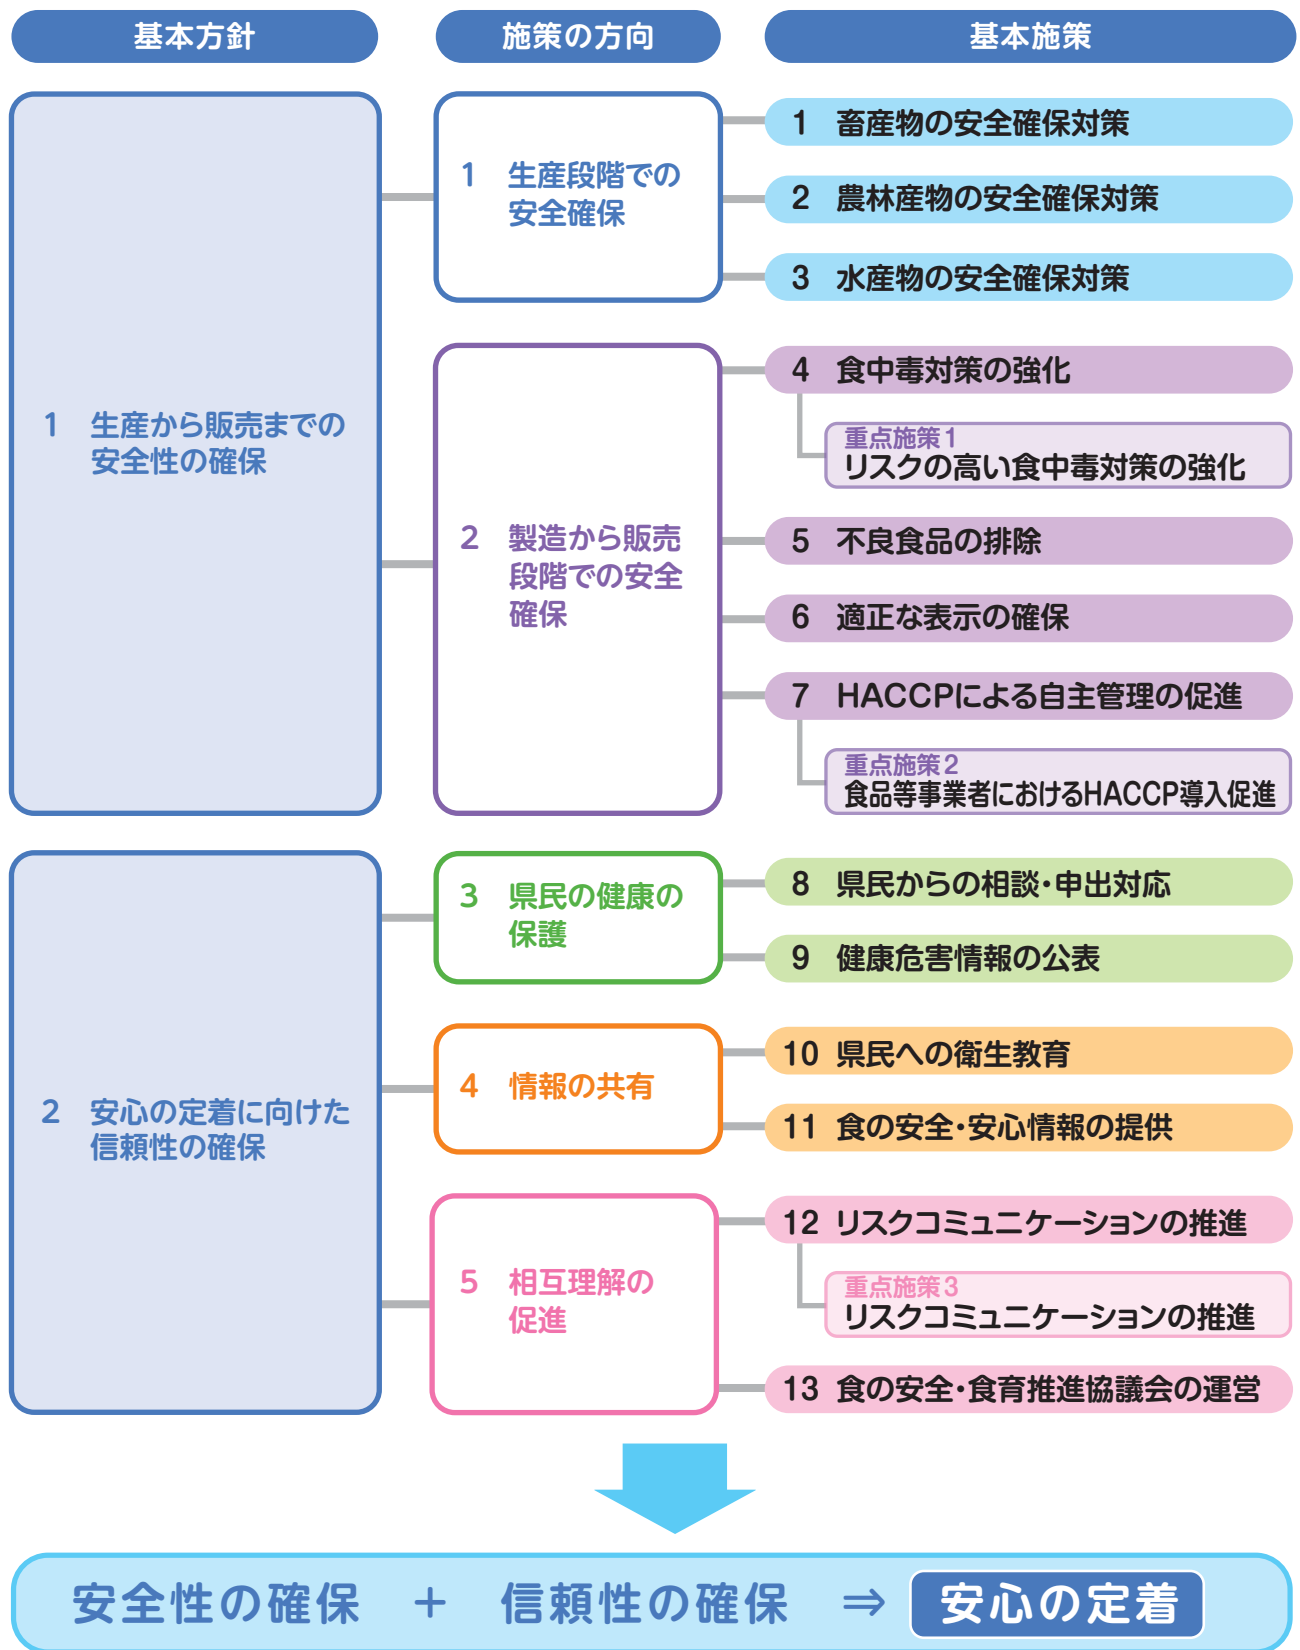 基本方針
施策の方向
基本施策
1 生産から販売までの
安全性の確保
1 生産段階での
安全確保
1 畜産物の安全確保対策
2 農林産物の安全確保対策
3 水産物の安全確保対策
2 製造から販売
段階での安全
確保
4 食中毒対策の強化
重点施策1
リスクの高い食中毒対策の強化
5 不良食品の排除
6 適正な表示の確保
7 HACCPによる自主管理の促進
重点施策2
食品等事業者におけるHACCP導入促進
2 安心の定着に向けた
信頼性の確保
3 県民の健康の
保護
8 県民からの相談・申出対応
9 健康危害情報の公表
4 情報の共有
10 県民への衛生教育
11 食の安全・安心情報の提供
5 相互理解の
促進
12 リスクコミュニケーションの推進
重点施策3
リスクコミュニケーションの推進
13 食の安全・食育推進協議会の運営
安全性の確保 + 信頼性の確保 ⇒ 安心の定着